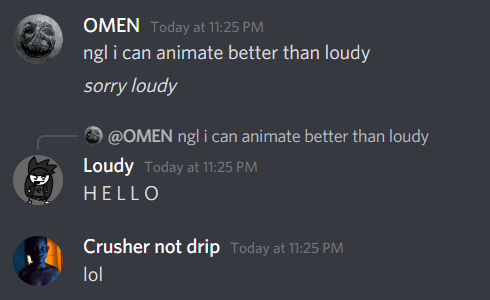 OMEN Today at 11:25 PM
ngl i can animate better than loudy
sorry loudy
@OMEN ngl i can animate better than loudy
Loudy Today at 11:25 PM
H E L L O
Crusher not drip Today at 11:25 PM
lol